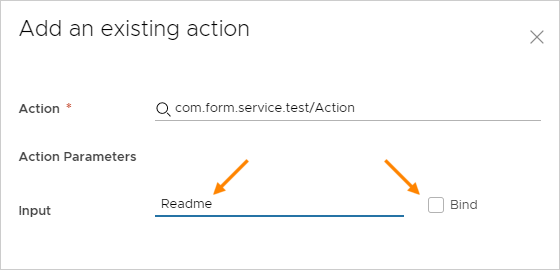 Add an existing action
Action *
com.form.service.test/Action
Action Parameters
Input
Readme
Bind